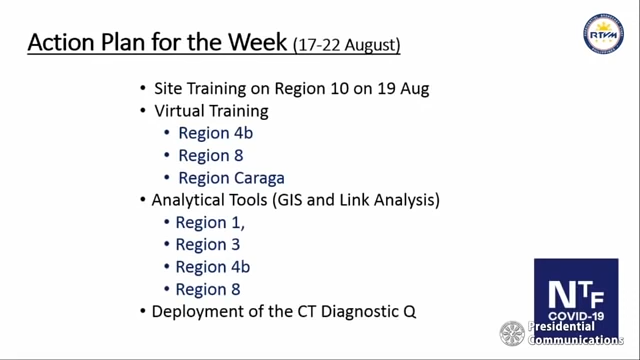 Action Plan for the Week (17-22 August)
RTVM
• Site Training on Region 10 on 19 Aug
• Virtual Training
• Region 4b
• Region 8
• Region Caraga
• Analytical Tools (GIS and Link Analysis)
• Region 1,
• Region 3
• Region 4b
• Region 8
• Deployment of the CT Diagnostic Q
NTF
COVID-19
Presidential
Communications